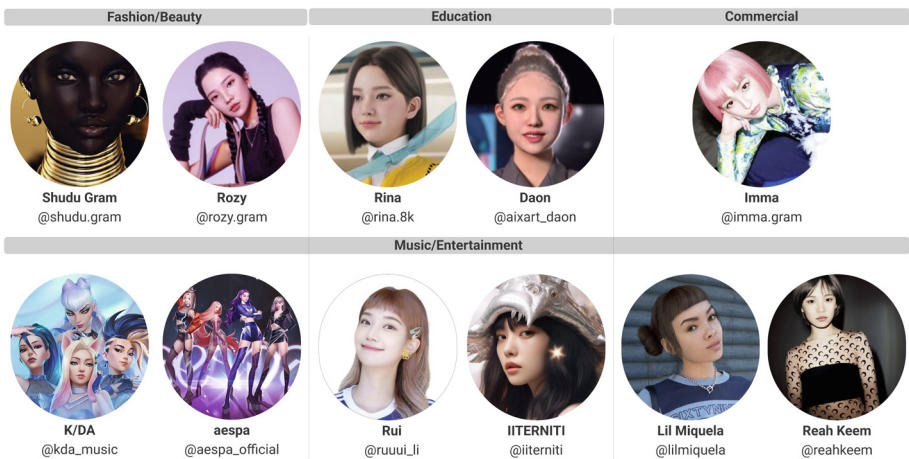 Fashion/Beauty
Education
Commercial
Shudu Gram
@shudu.gram
Rozy
@rozy.gram
Rina
@rina.8k
Daon
@aixart_daon
Imma
@imma.gram
Music/Entertainment
K/DA
@kda_music
aespa
@aespa_official
Rui
@ruuui_li
IITERNITI
@iiterniti
Lil Miquela
@lilmiquela
Reah Keem
@reahkeem